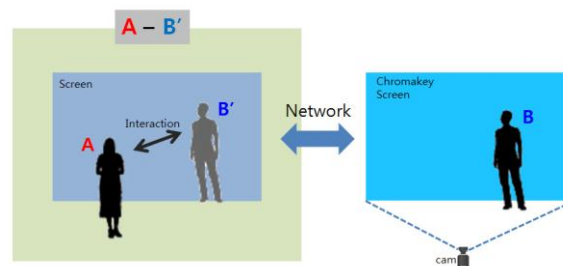 A – B’
Screen
Interaction
A
B’
Network
Chromakey
Screen
B
cam